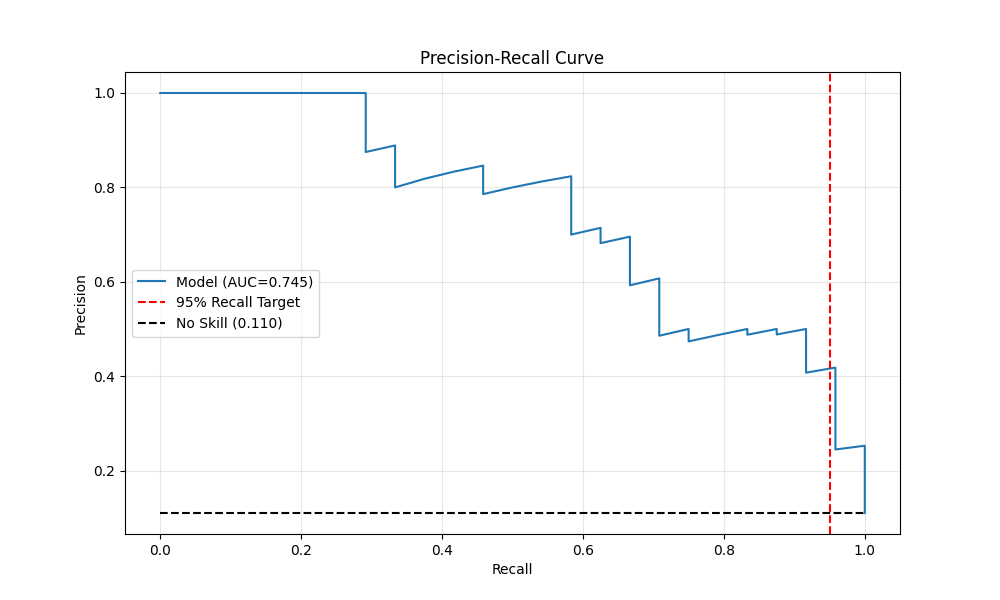 Precision-Recall Curve
Precision
1.0
0.8
0.6
0.4
0.2
Model (AUC=0.745)
95% Recall Target
No Skill (0.110)
0.0
0.2
0.4
0.6
0.8
1.0
Recall